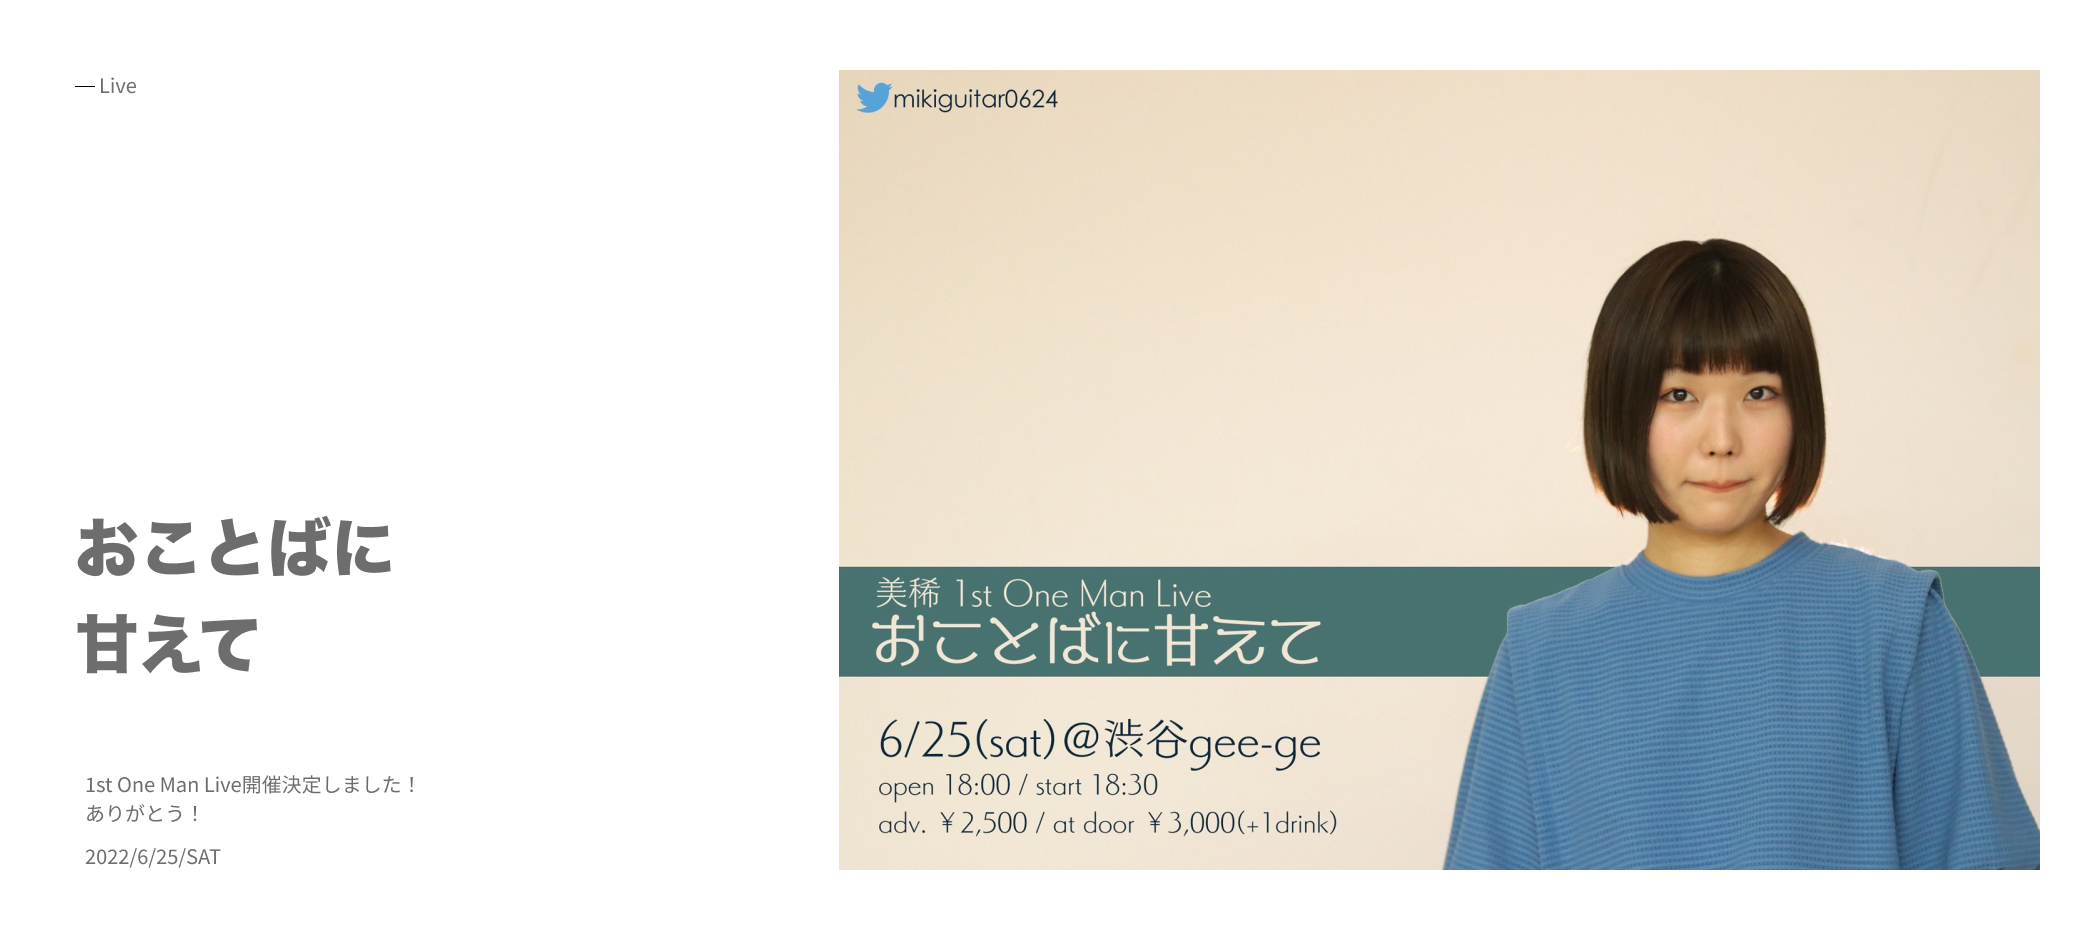 — Live
おことばに
甘えて
1st One Man Live開催決定しました！
ありがとう！
2022/6/25/SAT
mikiguitar0624
美稀 1st One Man Live
おことばに甘えて
6/25(sat)@渋谷gee-ge
open 18:00 / start 18:30
adv. ￥2,500 / at door ￥3,000(+1drink)